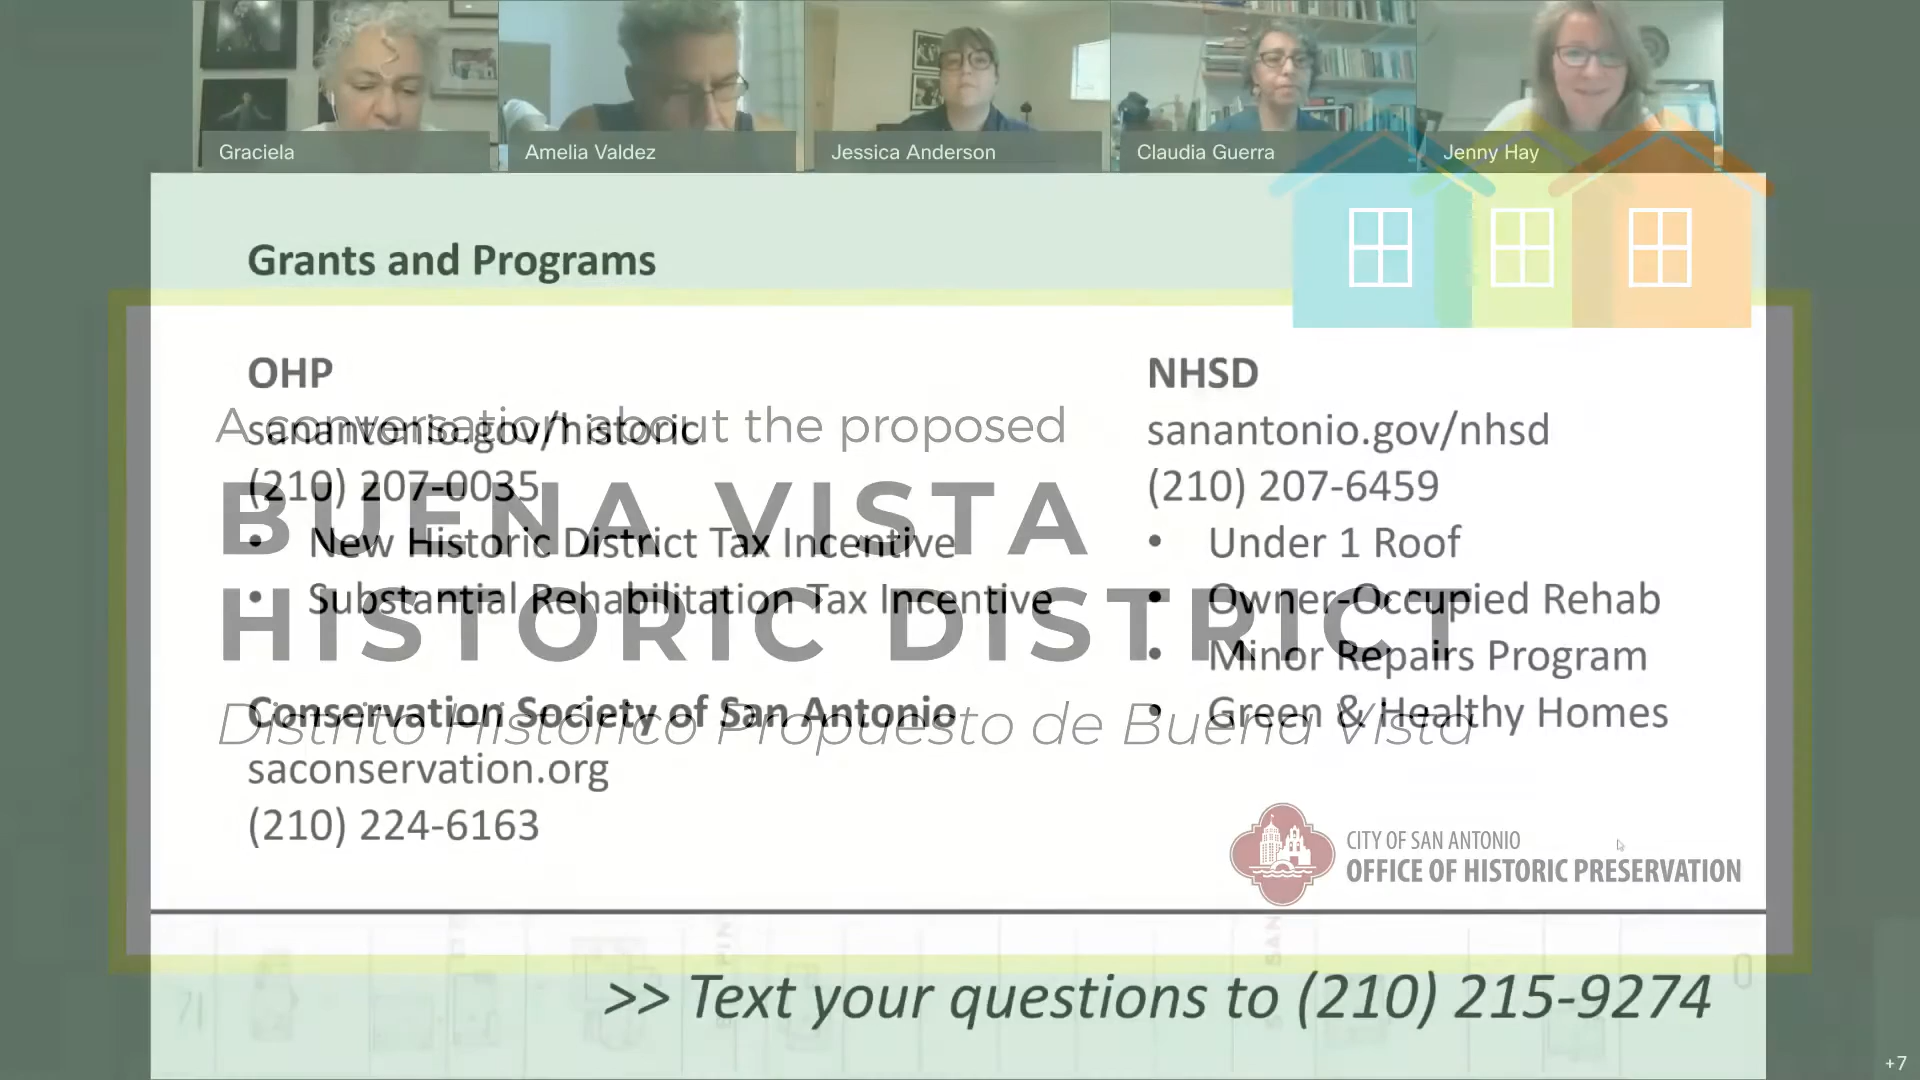 Graciela
Amelia Valdez
Jessica Anderson
Claudia Guerra
Jenny Hay
Grants and Programs
OHP
sanantonio.gov/historic
(210) 207-0035
• New Historic District Tax Incentive
• Substantial Rehabilitation Tax Incentive
Conservation Society of San Antonio
saconservation.org
(210) 224-6163
NHSD
sanantonio.gov/nhsd
(210) 207-6459
• Under 1 Roof
• Owner-Occupied Rehab
• Minor Repairs Program
• Green & Healthy Homes
A conversation about the proposed
BUENA VISTA
HISTORIC DISTRICT
Distrito Histórico Propuesto de Buena Vista
CITY OF SAN ANTONIO
OFFICE OF HISTORIC PRESERVATION
>> Text your questions to (210) 215-9274
+7